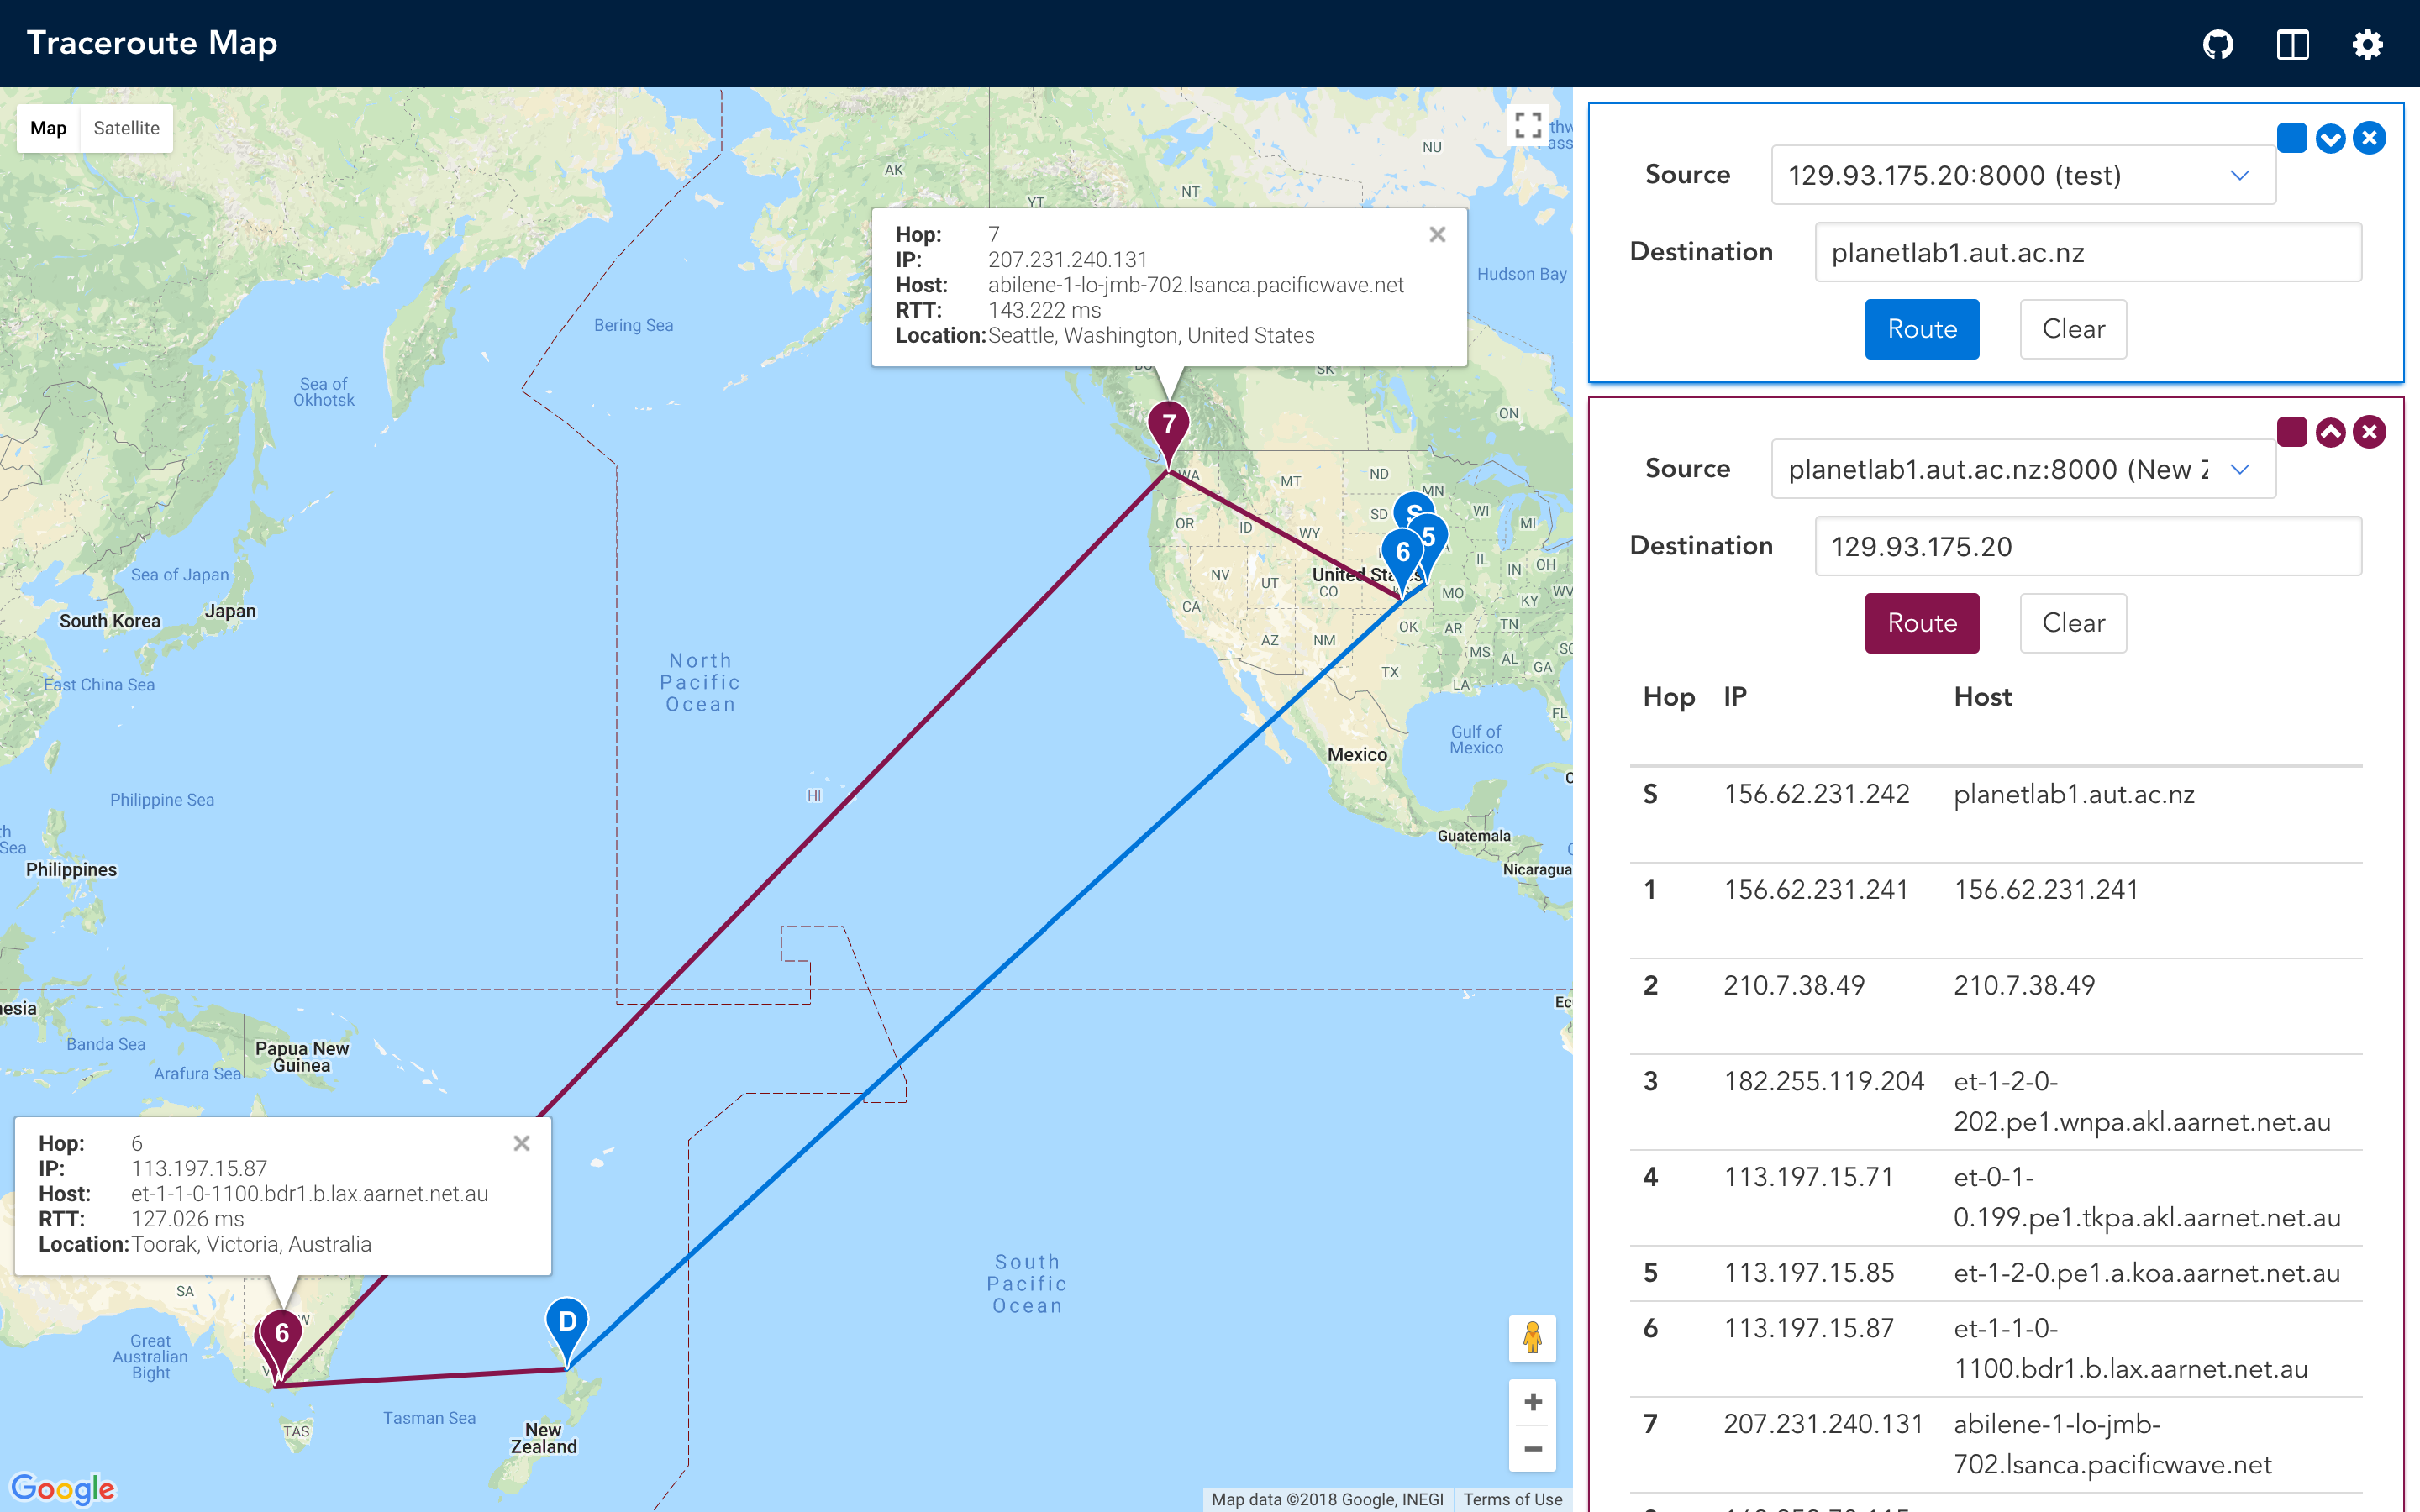 Traceroute Map
Map
Satellite
NU
AK
NT
YT
Hop: 7
IP: 207.231.240.131
Host: abilene-1-lo-jmb-702.lsanca.pacificwave.net
RTT: 143.222 ms
Location: Seattle, Washington, United States
Hudson Bay
Bering Sea
Sea of
Okhotsk
SK
ON
7
WA
MT
ND
MN
OR
ID
SD
S
WI
MI
WY
5
6
Sea of Japan
NV
UT
United States
CO
IL
IN
OH
MO
KY
WV
South Korea
Japan
CA
AZ
NM
OK
AR
TN
MS
AL
GA
SC
East China Sea
North
Pacific
Ocean
TX
LA
FL
Gulf of
Mexico
Mexico
Philippine Sea
HI
Guatemala
Philippines
Nicaragua
Banda Sea
Papua New
Guinea
Arafura Sea
Hop: 6
IP: 113.197.15.87
Host: et-1-1-0-1100.bdr1.b.lax.aarnet.net.au
RTT: 127.026 ms
Location: Toorak, Victoria, Australia
South
Pacific
Ocean
SA
6
D
Great
Australian
Bight
TAS
Tasman Sea
New
Zealand
Google
Map data ©2018 Google, INEGI
Terms of Use
Source 129.93.175.20:8000 (test)
Destination planetlab1.aut.ac.nz
Route Clear
Source planetlab1.aut.ac.nz:8000 (New
Destination 129.93.175.20
Route Clear
Hop IP Host
S 156.62.231.242 planetlab1.aut.ac.nz
1 156.62.231.241 156.62.231.241
2 210.7.38.49 210.7.38.49
3 182.255.119.204 et-1-2-0-
202.pe1.wnpa.akl.aarnet.net.au
4 113.197.15.71 et-0-1-
0.199.pe1.tkpa.akl.aarnet.net.au
5 113.197.15.85 et-1-2-0.pe1.a.koa.aarnet.net.au
6 113.197.15.87 et-1-1-0-
1100.bdr1.b.lax.aarnet.net.au
7 207.231.240.131 abilene-1-lo-jmb-
702.lsanca.pacificwave.net